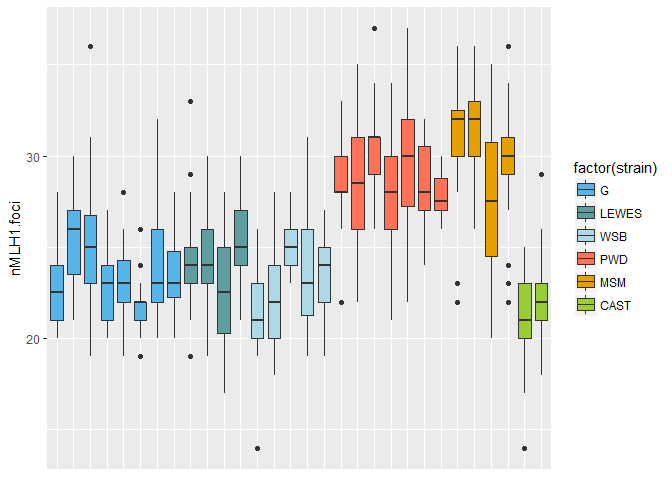 nMLH1.foci
30
20
factor(strain)
G
LEWES
WSB
PWD
MSM
CAST